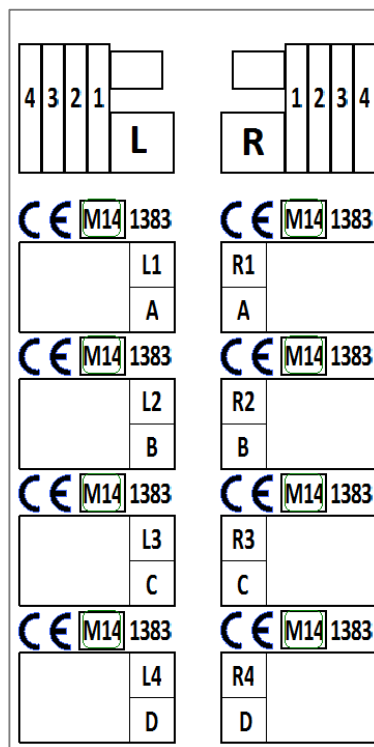 4 3 2 1 L
R 1 2 3 4
CE M14 1383 CE M14 1383
L1 R1
A A
CE M14 1383 CE M14 1383
L2 R2
B B
CE M14 1383 CE M14 1383
L3 R3
C C
CE M14 1383 CE M14 1383
L4 R4
D D